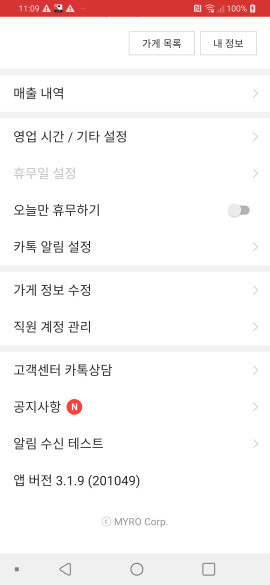 11:09 100%
가게 목록 내 정보
매출 내역
영업 시간 / 기타 설정
휴무일 설정
오늘만 휴무하기
카톡 알림 설정
가게 정보 수정
직원 계정 관리
고객센터 카톡상담
공지사항 N
알림 수신 테스트
앱 버전 3.1.9 (201049)
ⓒ MYRO Corp.